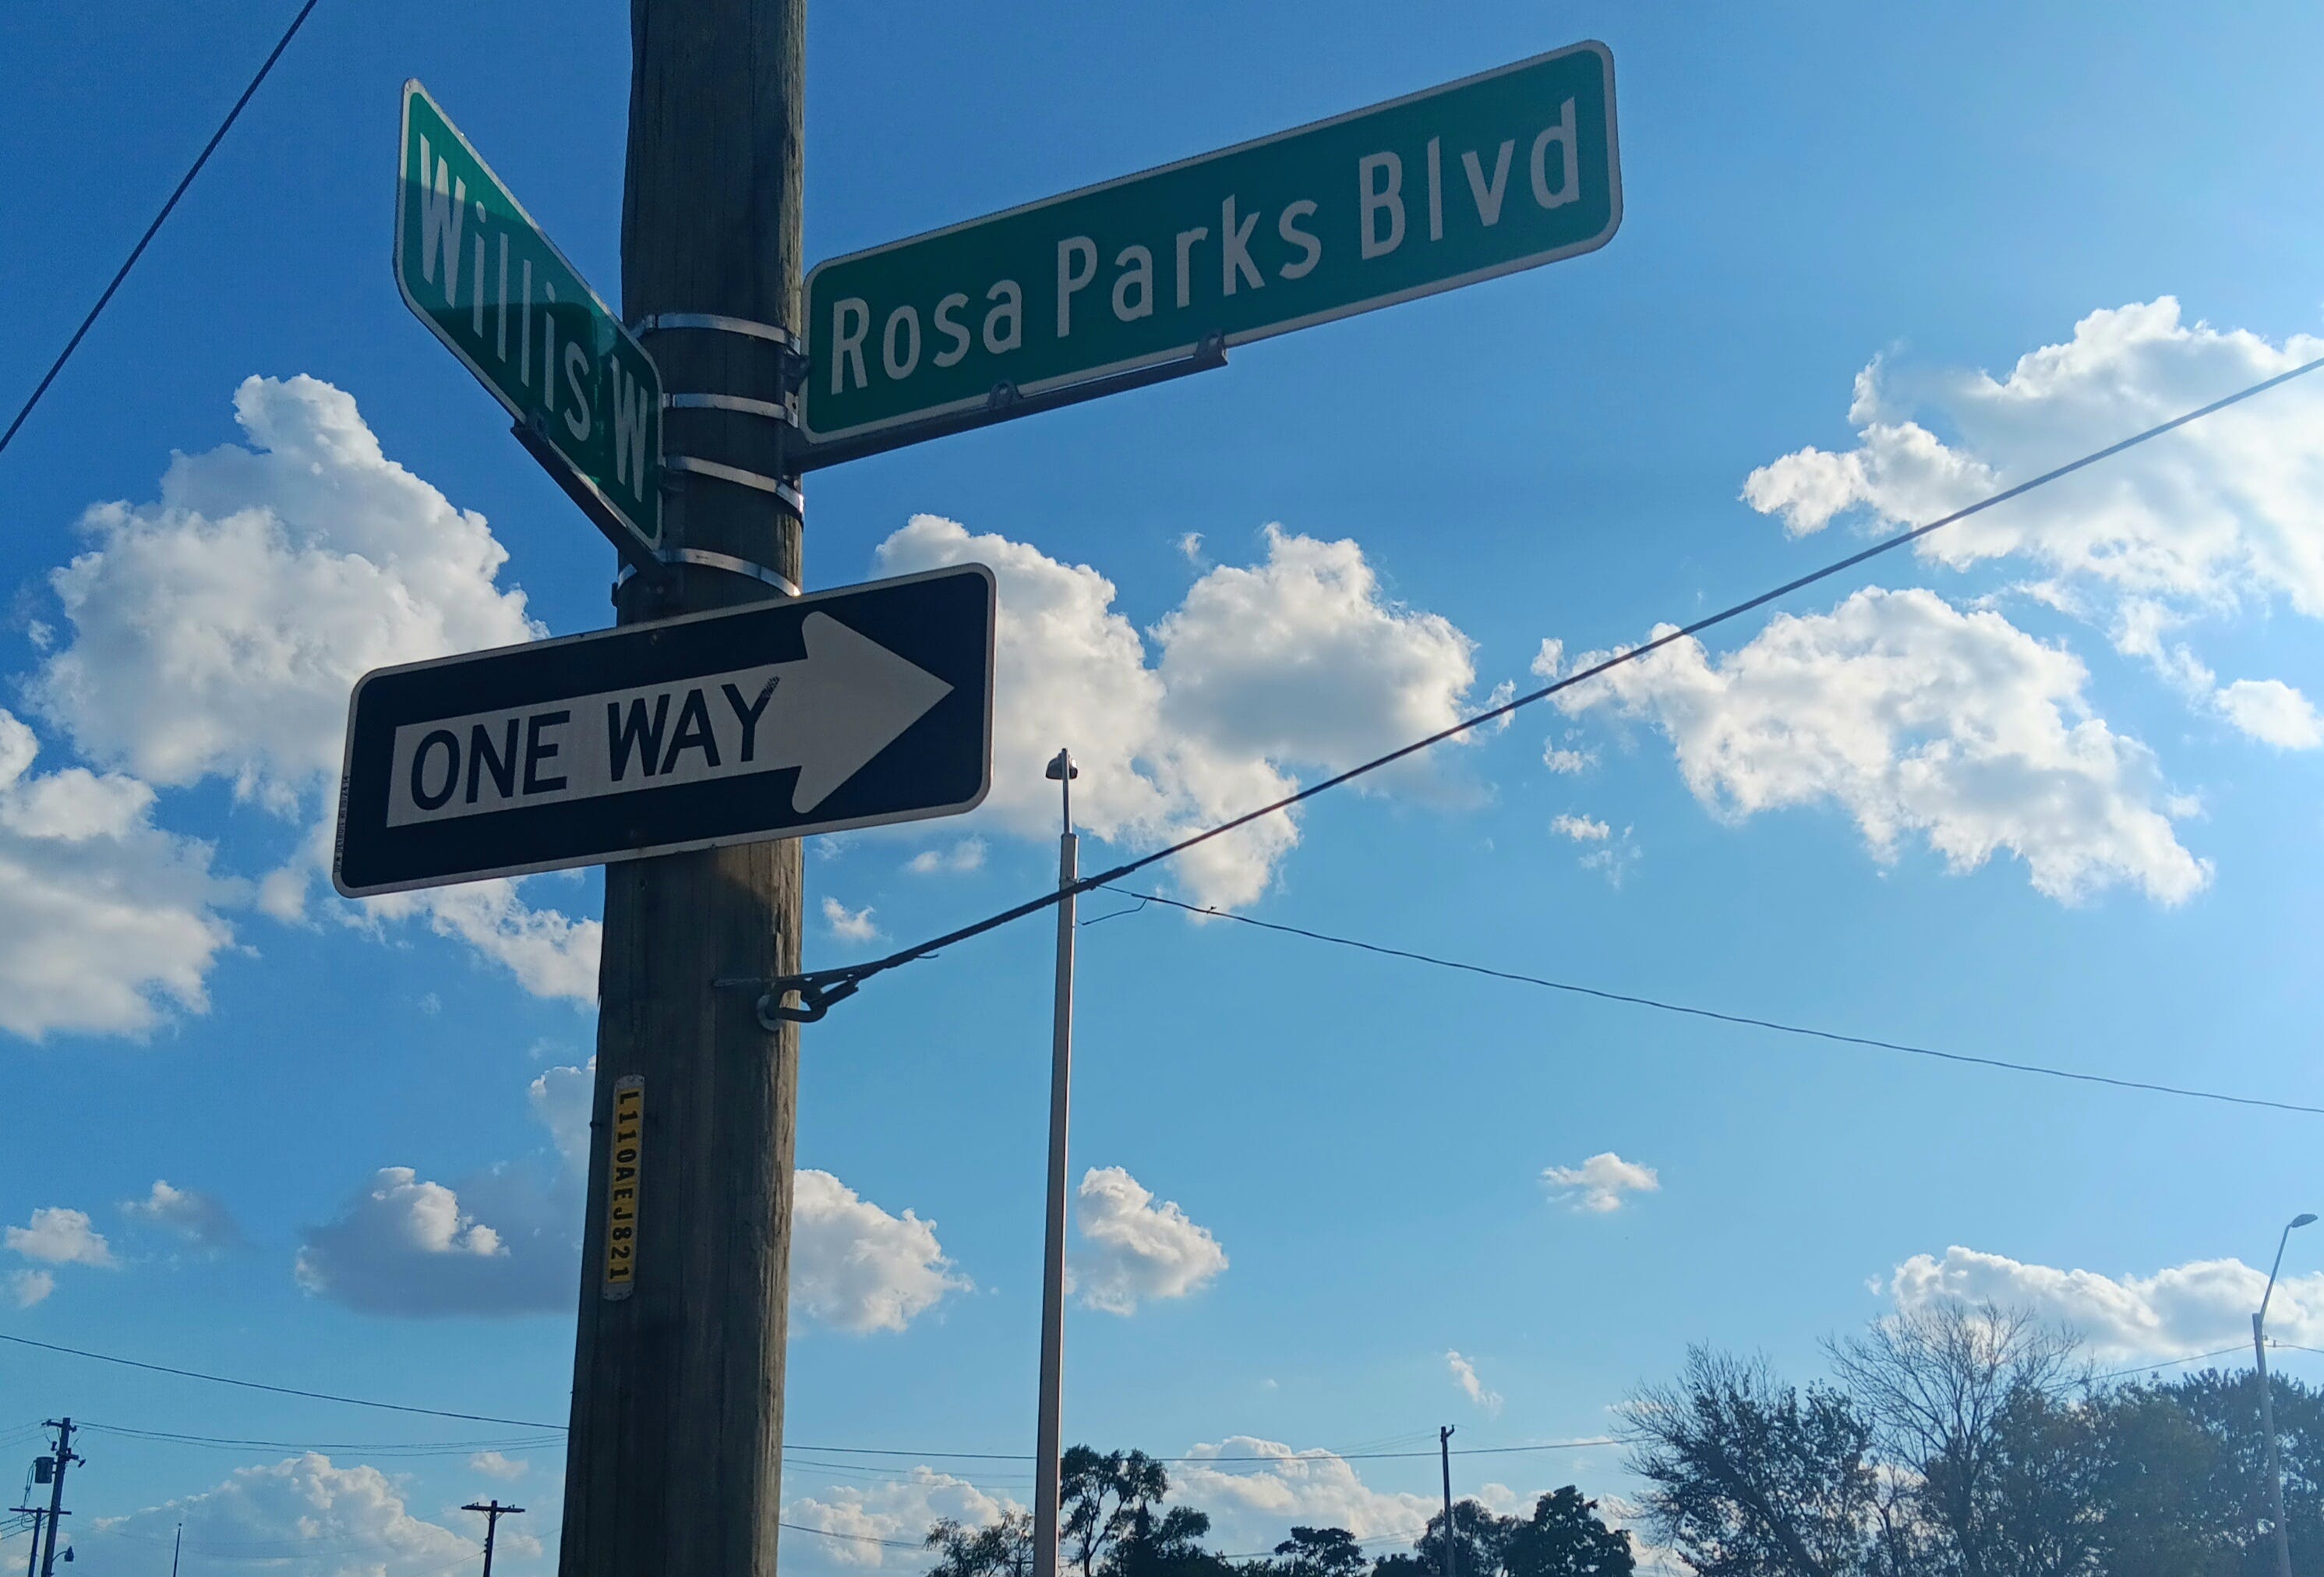 Willis W
Rosa Parks Blvd
ONE WAY
L110AEJ821